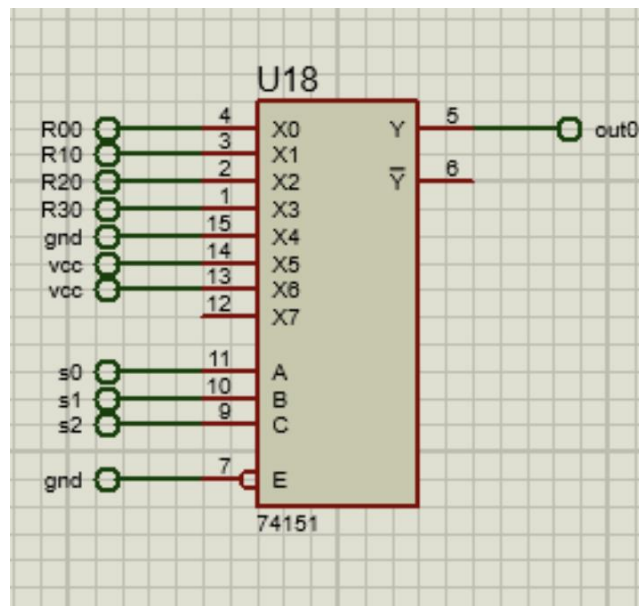 U18
R00 4 X0 Y 5 out0
R10 3 X1
R20 2 X2 Y 6
R30 1 X3
gnd 15 X4
vcc 14 X5
vcc 13 X6
12 X7
s0 11 A
s1 10 B
s2 9 C
gnd 7 E
74151